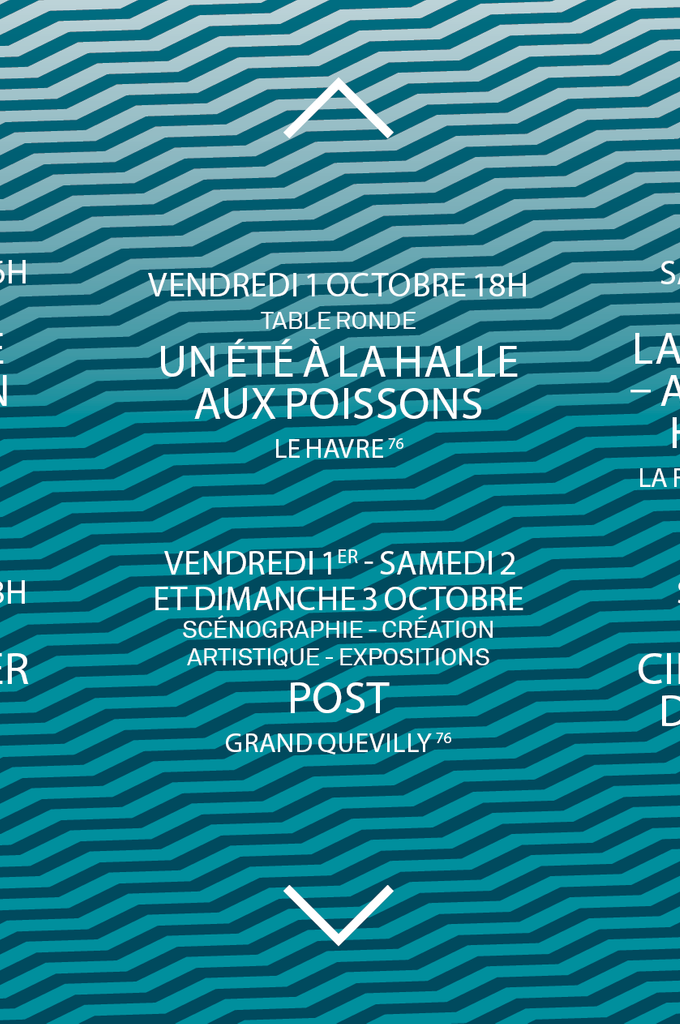 VENDREDI 1 OCTOBRE 18H
TABLE RONDE
UN ÉTÉ À LA HALLE
AUX POISSONS
LE HAVRE 76
VENDREDI 1ER - SAMEDI 2
ET DIMANCHE 3 OCTOBRE
SCÉNOGRAPHIE - CRÉATION
ARTISTIQUE - EXPOSITIONS
POST
GRAND QUEVILLY 76
LA
– A